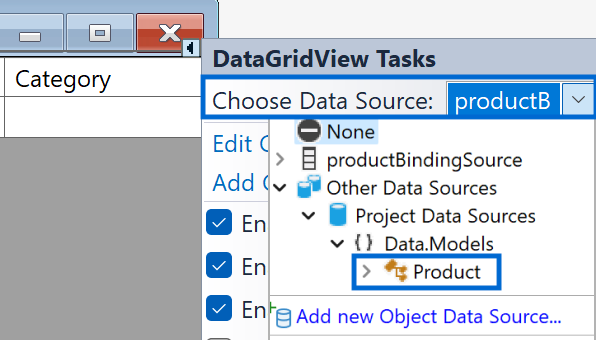 DataGridView Tasks
Category
Choose Data Source: productB
None
Edit
productBindingSource
Add
Other Data Sources
Project Data Sources
En
Data.Models
{ }
Product
En
En
Add new Object Data Source...